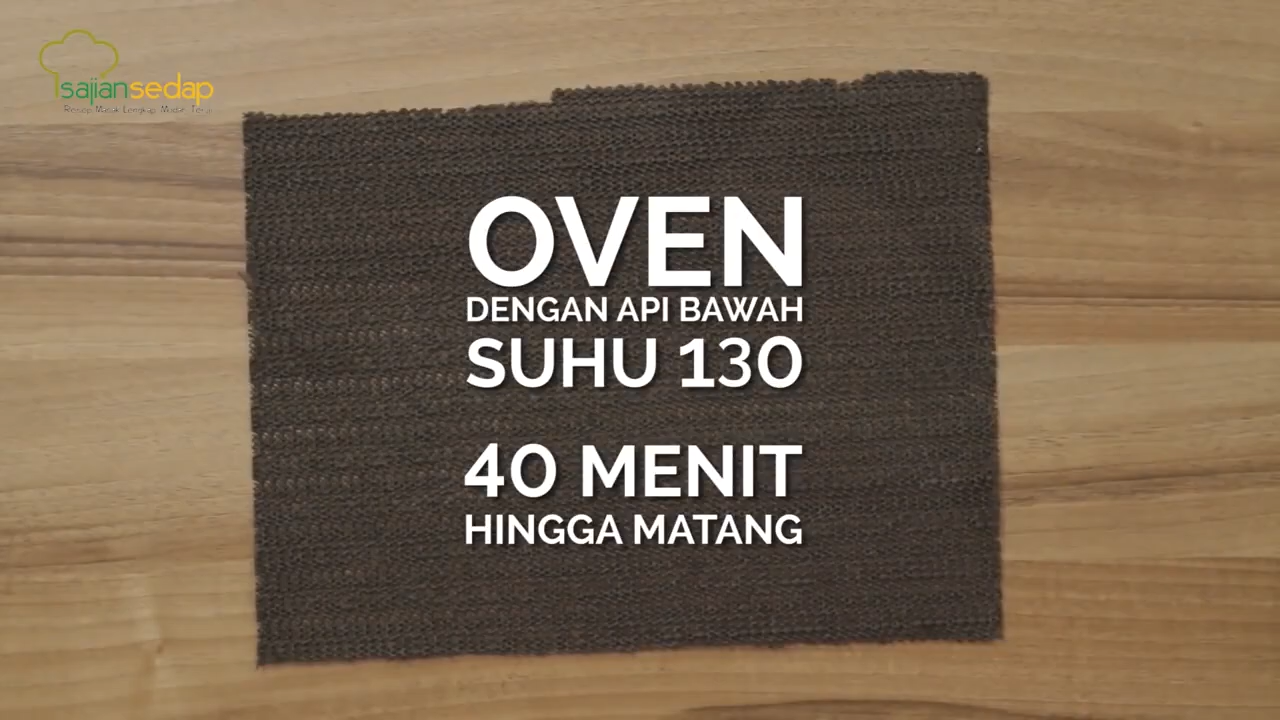 sajiansedap
OVEN
DENGAN API BAWAH
SUHU 130
40 MENIT
HINGGA MATANG